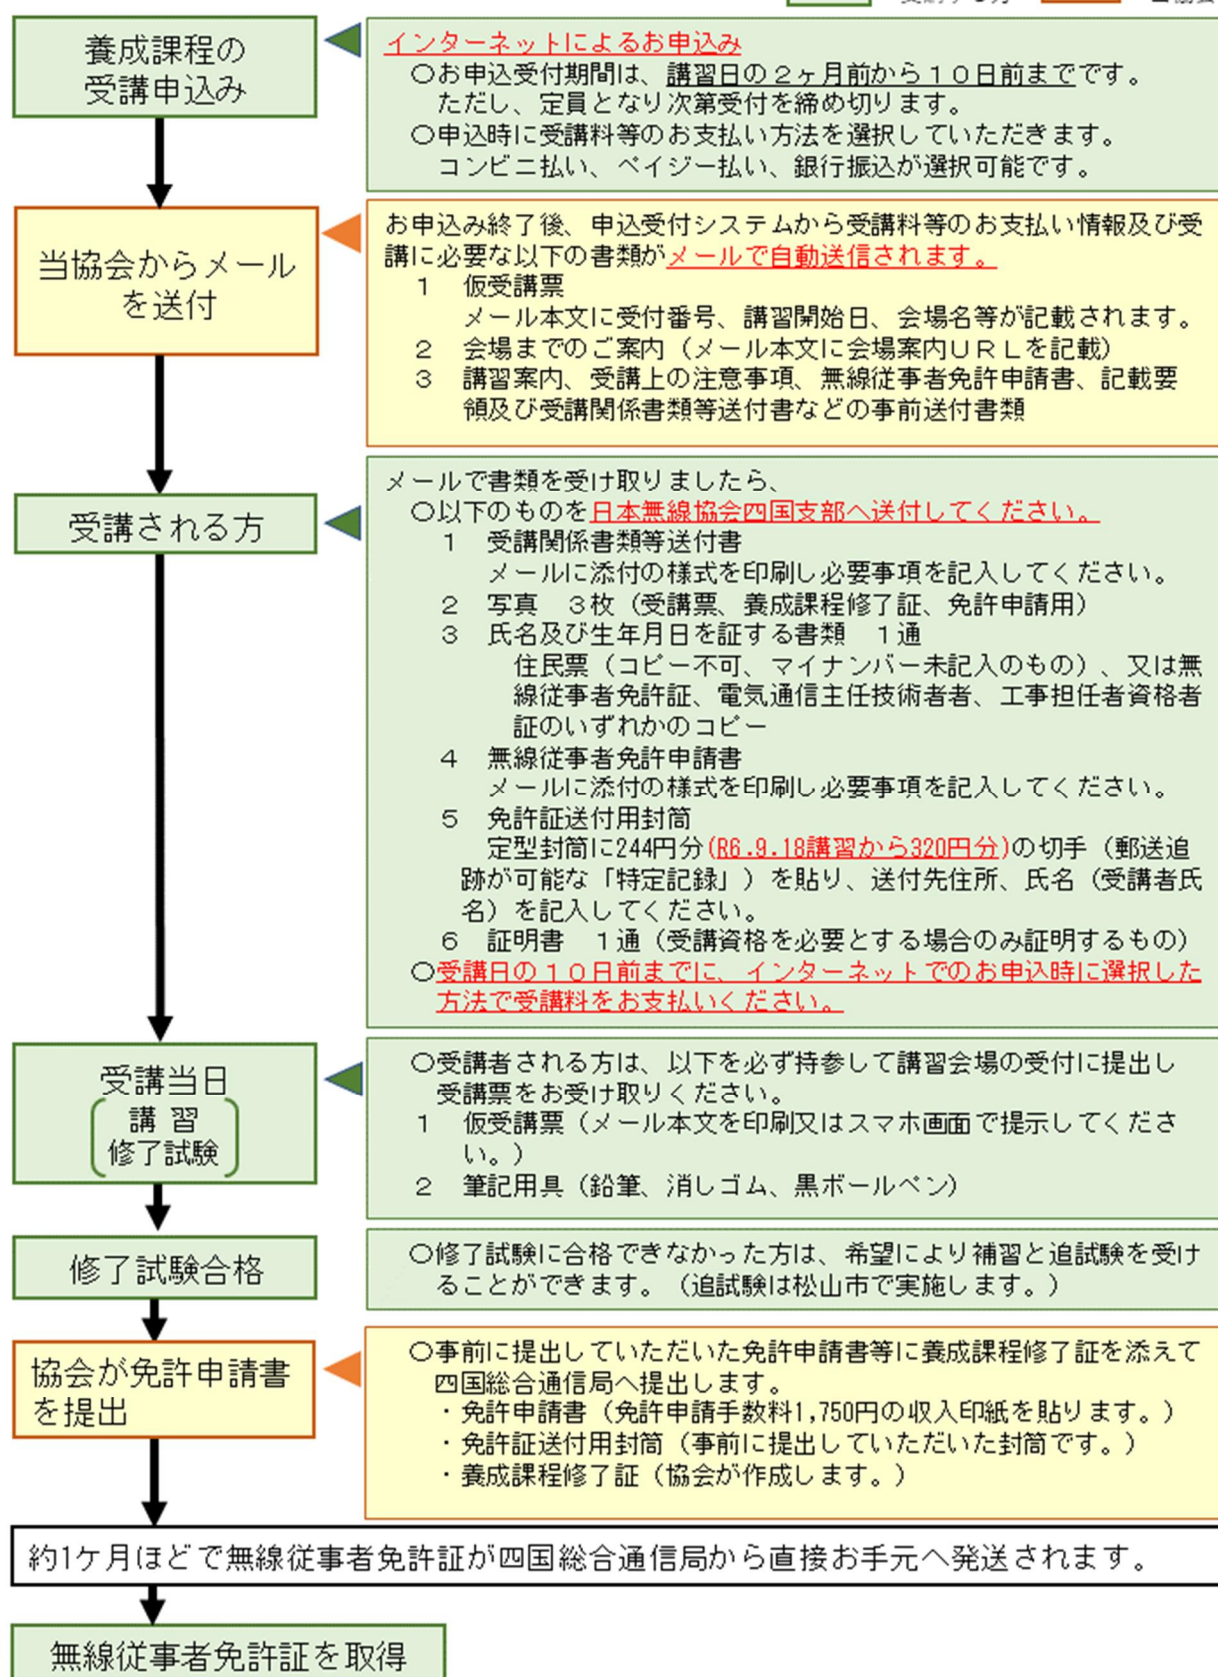 養成課程の
受講申込み
インターネットによるお申込み
〇お申込受付期間は、講習日の２ヶ月前から１０日前までです。
ただし、定員となり次第受付を締め切ります。
〇申込時に受講料等のお支払い方法を選択していただきます。
コンビニ払い、ペイジー払い、銀行振込が選択可能です。
当協会からメール
を送付
お申込み終了後、申込受付システムから受講料等のお支払い情報及び受
講に必要な以下の書類がメールで自動送信されます。
１　仮受講票
メール本文に受付番号、講習開始日、会場名等が記載されます。
２　会場までのご案内（メール本文に会場案内ＵＲＬを記載）
３　講習案内、受講上の注意事項、無線従事者免許申請書、記載要
領及び受講関係書類等送付書などの事前送付書類
受講される方
メールで書類を受け取りましたら、
〇以下のものを日本無線協会四国支部へ送付してください。
１　受講関係書類等送付書
メールに添付の様式を印刷し必要事項を記入してください。
２　写真　３枚（受講票、養成課程修了証、免許申請用）
３　氏名及び生年月日を証する書類　１通
住民票（コピー不可、マイナンバー未記入のもの）、又は無
線従事者免許証、電気通信主任技術者者、工事担任者資格者
証のいずれかのコピー
４　無線従事者免許申請書
メールに添付の様式を印刷し必要事項を記入してください。
５　免許証送付用封筒
定型封筒に244円分(R6.9.18講習から320円分)の切手（郵送追
跡が可能な「特定記録」）を貼り、送付先住所、氏名（受講者氏
名）を記入してください。
６　証明書　１通（受講資格を必要とする場合のみ証明するもの）
〇受講日の１０日前までに、インターネットでのお申込時に選択した
方法で受講料をお支払いください。
受講当日
講 習
修了試験
〇受講者される方は、以下を必ず持参して講習会場の受付に提出し
受講票をお受け取りください。
１　仮受講票（メール本文を印刷又はスマホ画面で提示してくださ
い。）
２　筆記用具（鉛筆、消しゴム、黒ボールペン）
修了試験合格
〇修了試験に合格できなかった方は、希望により補習と追試験を受け
ることができます。（追試験は松山市で実施します。）
協会が免許申請書
を提出
〇事前に提出していただいた免許申請書等に養成課程修了証を添えて
四国総合通信局へ提出します。
・免許申請書（免許申請手数料1,750円の収入印紙を貼ります。）
・免許証送付用封筒（事前に提出していただいた封筒です。）
・養成課程修了証（協会が作成します。）
約1ケ月ほどで無線従事者免許証が四国総合通信局から直接お手元へ発送されます。
無線従事者免許証を取得